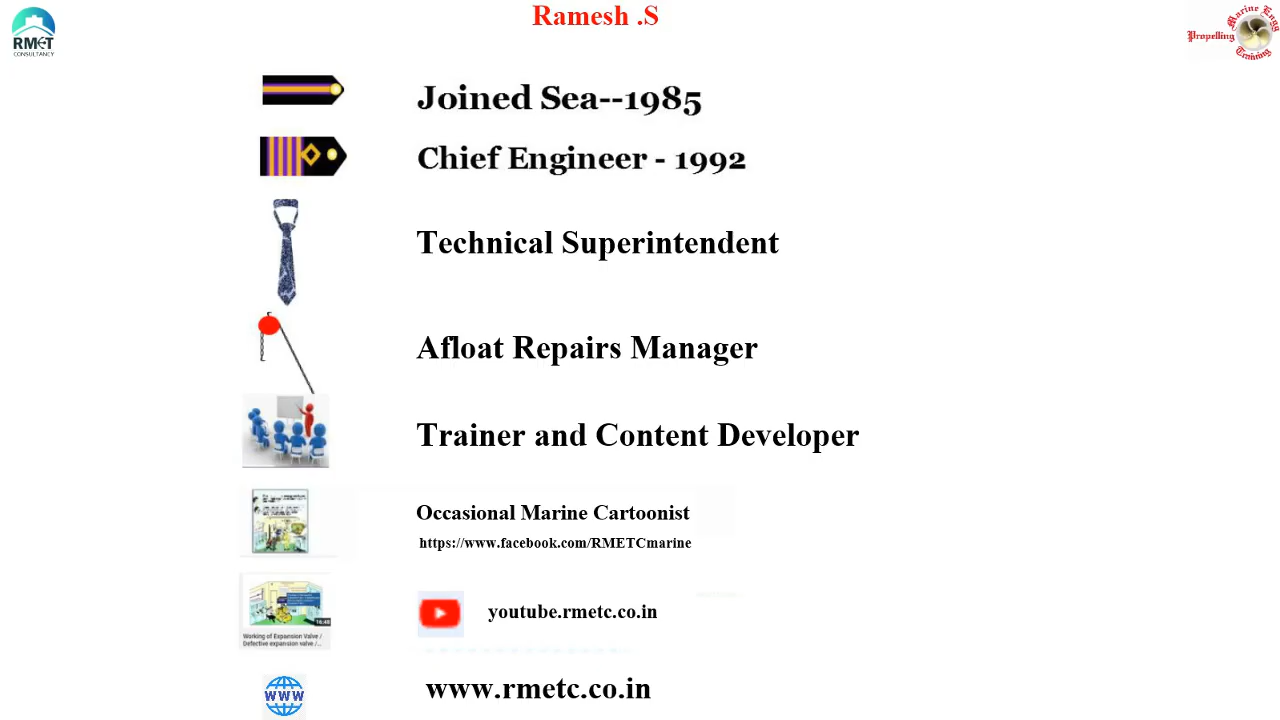 Ramesh .S
RMET
CONSULTANCY
Marine Engg
Propelling
Training
Joined Sea--1985
Chief Engineer - 1992
Technical Superintendent
Afloat Repairs Manager
Trainer and Content Developer
Occasional Marine Cartoonist
https://www.facebook.com/RMETCmarine
youtube.rmetc.co.in
16:48
Working of Expansion Valve /
Defective expansion valve /...
WWW
www.rmetc.co.in